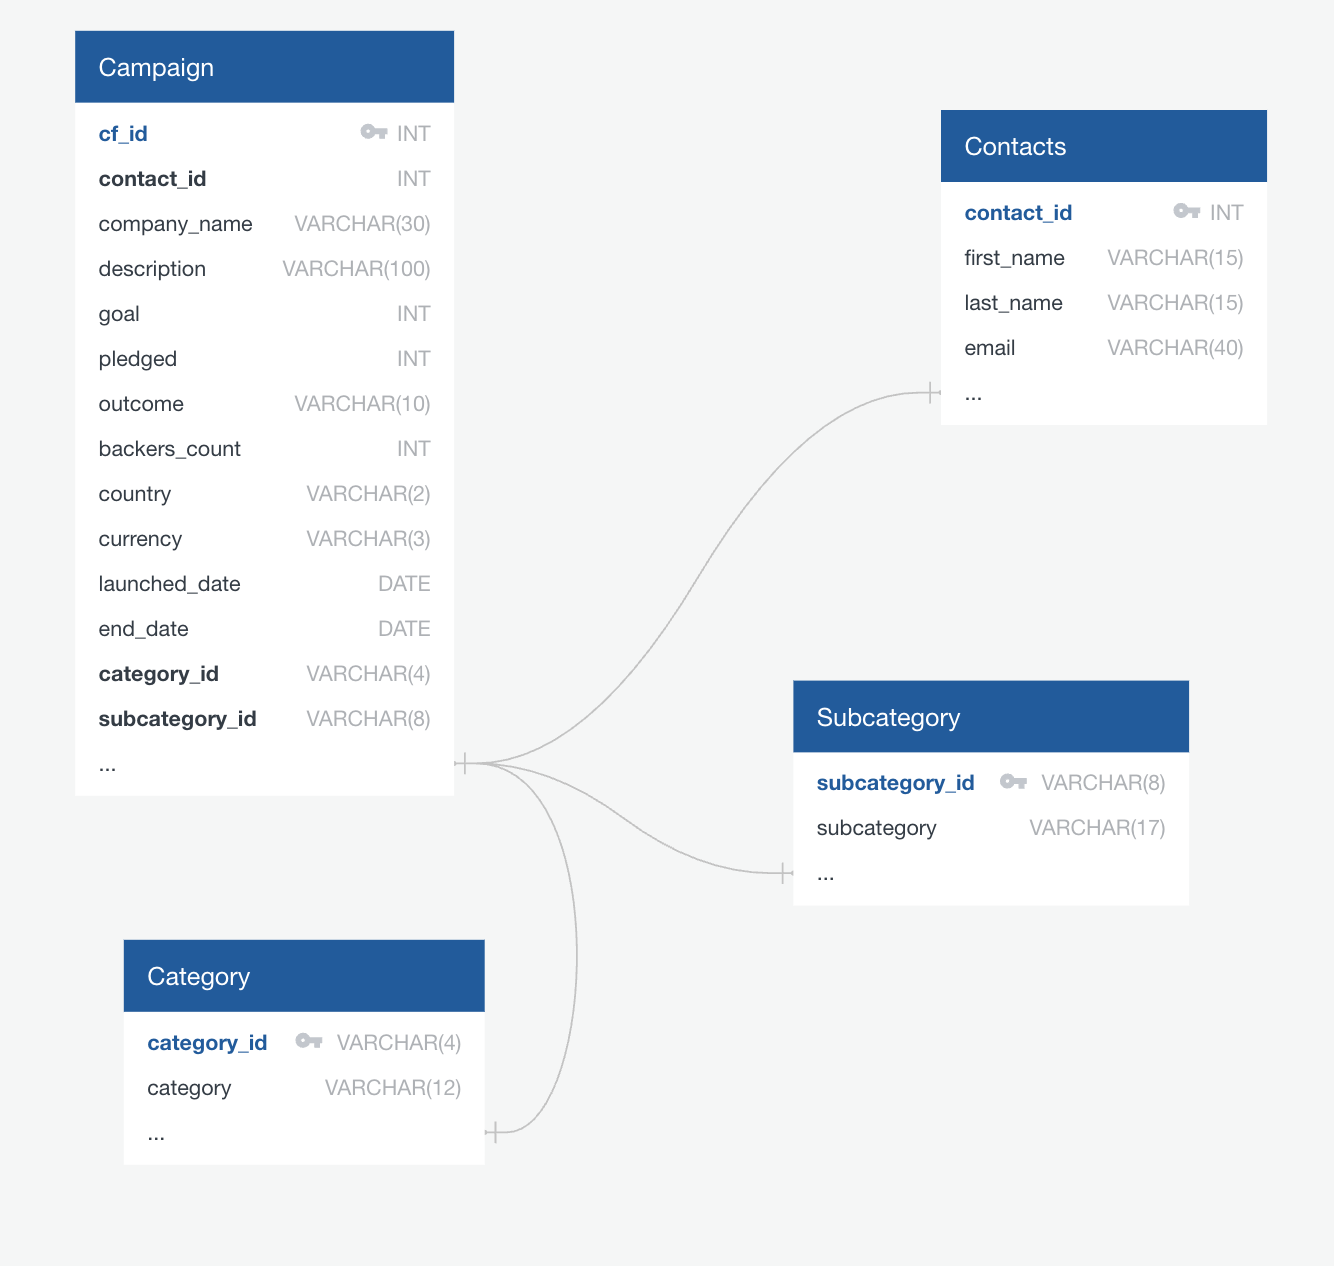 Campaign
cf_id INT
contact_id INT
company_name VARCHAR(30)
description VARCHAR(100)
goal INT
pledged INT
outcome VARCHAR(10)
backers_count INT
country VARCHAR(2)
currency VARCHAR(3)
launched_date DATE
end_date DATE
category_id VARCHAR(4)
subcategory_id VARCHAR(8)
...
Contacts
contact_id INT
first_name VARCHAR(15)
last_name VARCHAR(15)
email VARCHAR(40)
...
Subcategory
subcategory_id VARCHAR(8)
subcategory VARCHAR(17)
...
Category
category_id VARCHAR(4)
category VARCHAR(12)
...